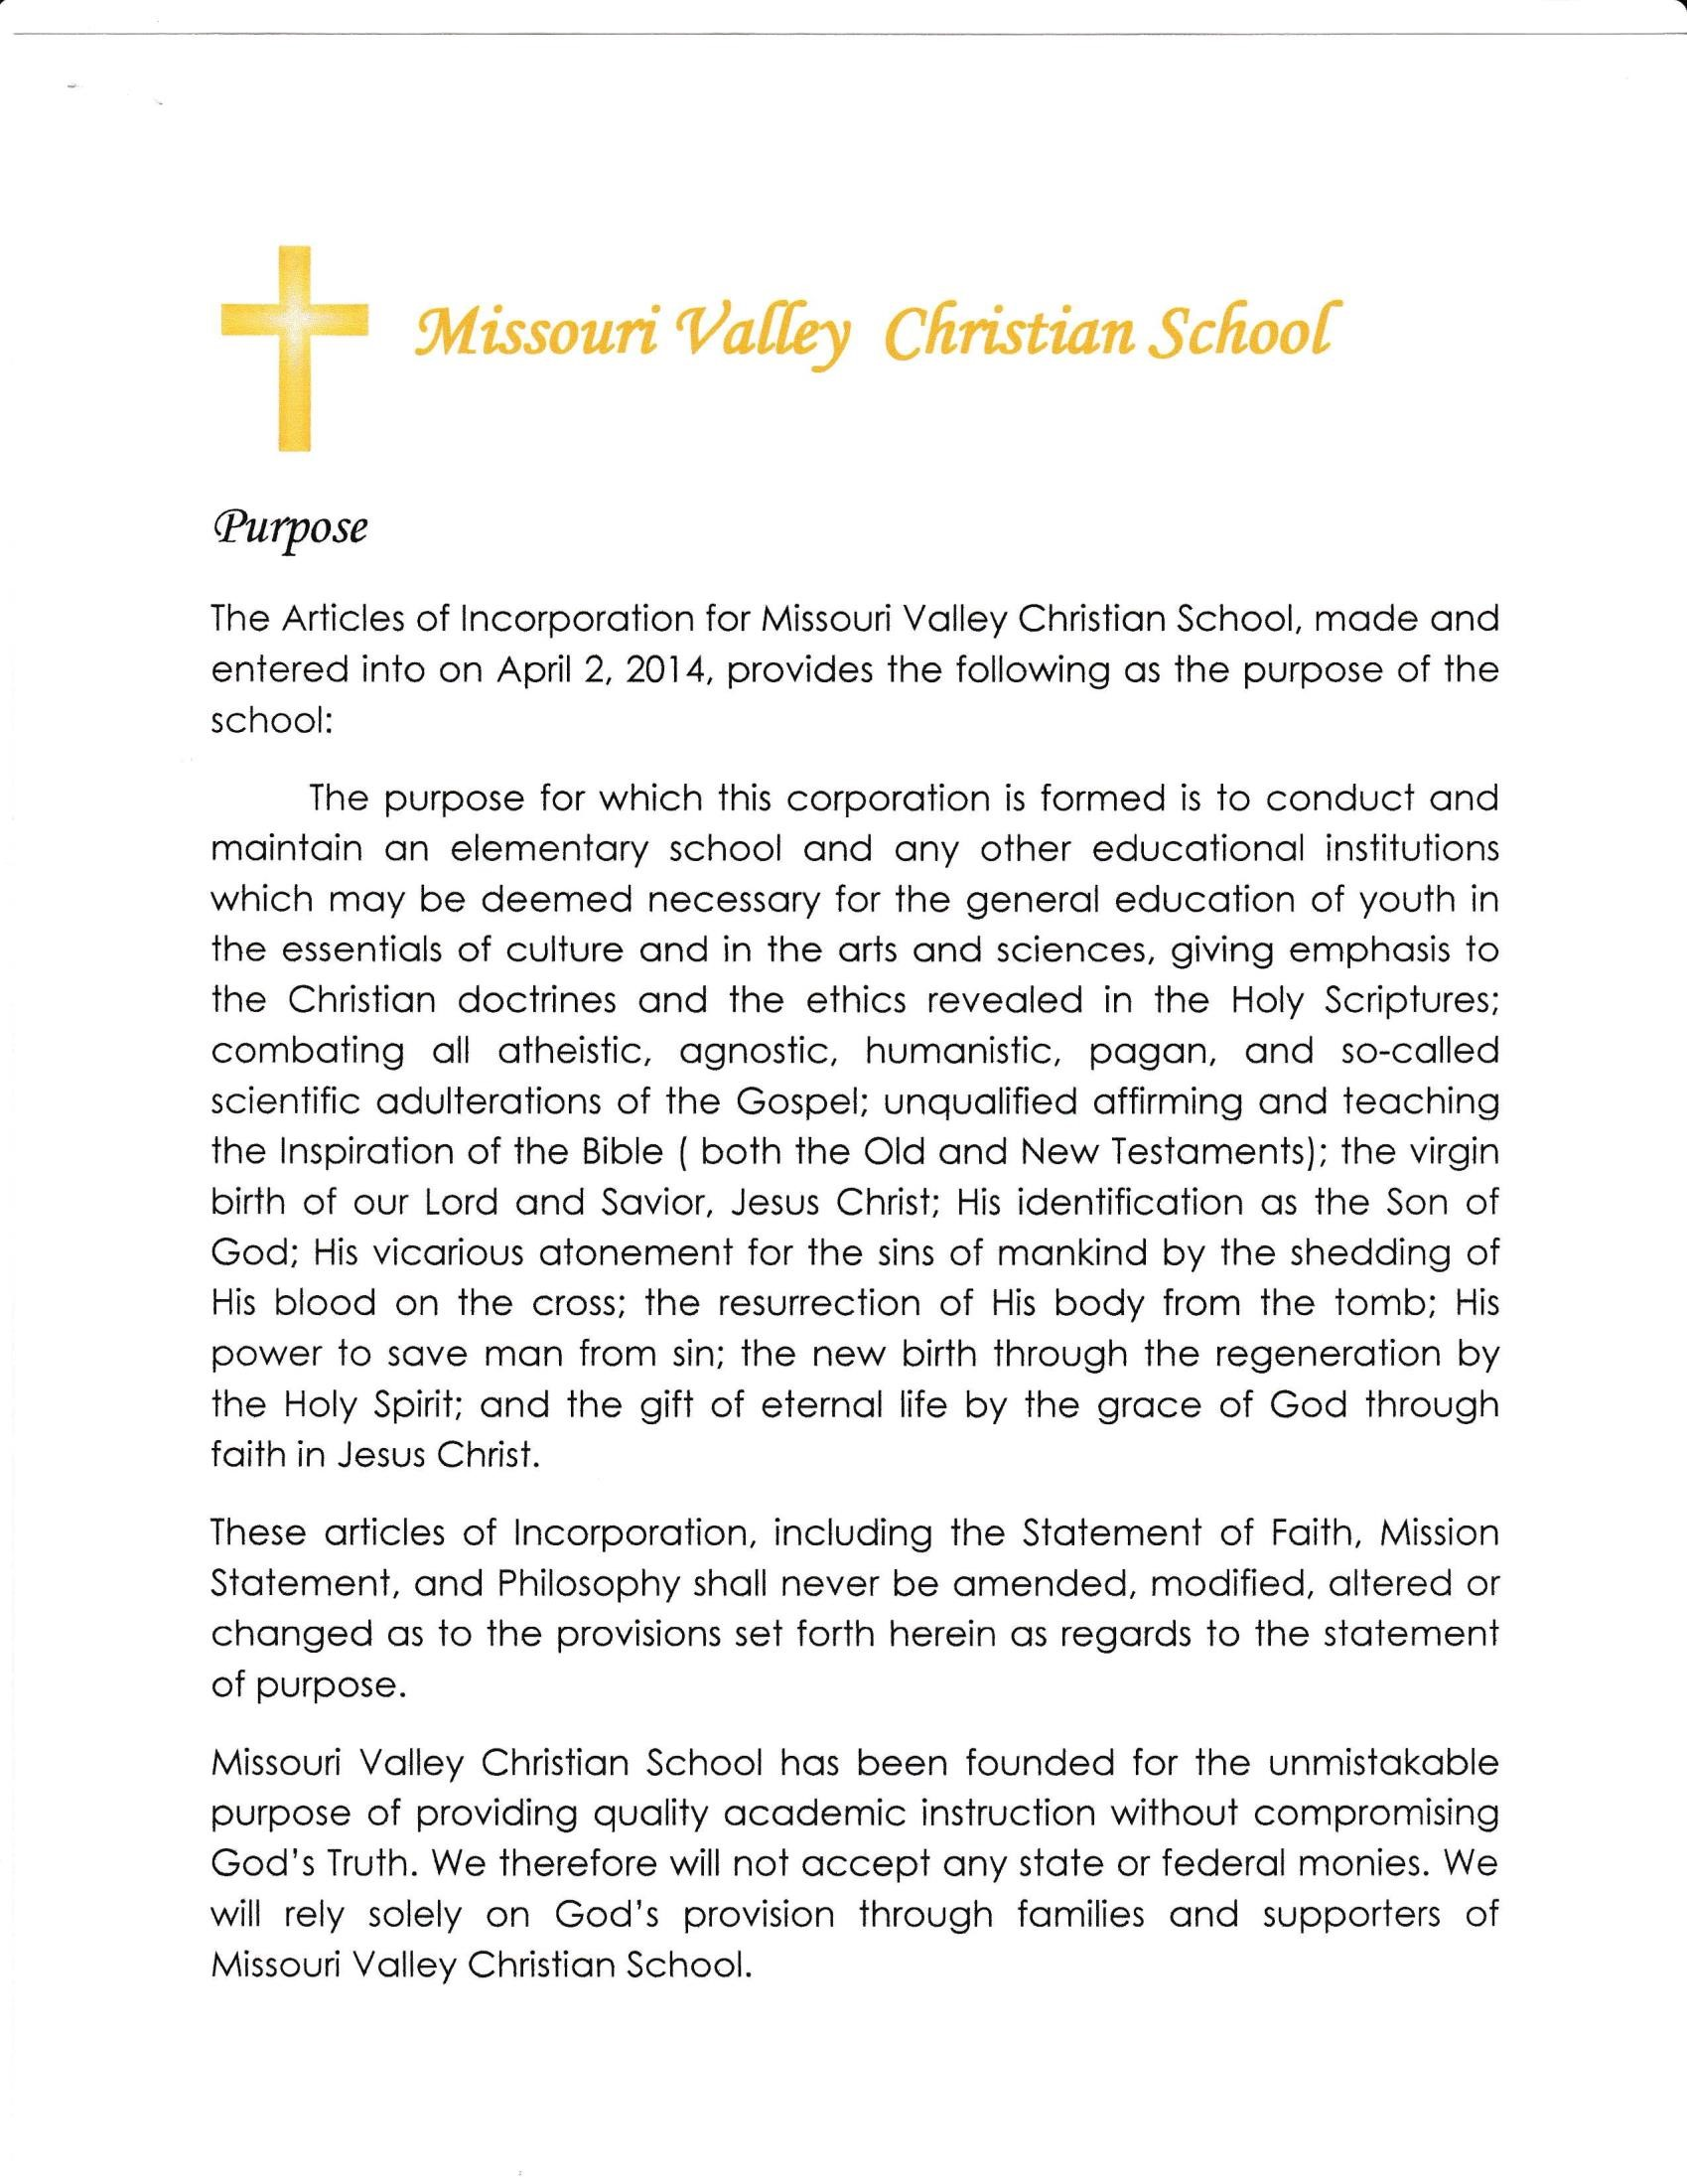 Missouri Valley Christian School
Purpose
The Articles of Incorporation for Missouri Valley Christian School, made and
entered into on April 2, 2014, provides the following as the purpose of the
school:
The purpose for which this corporation is formed is to conduct and
maintain an elementary school and any other educational institutions
which may be deemed necessary for the general education of youth in
the essentials of culture and in the arts and sciences, giving emphasis to
the Christian doctrines and the ethics revealed in the Holy Scriptures;
combating all atheistic, agnostic, humanistic, pagan, and so-called
scientific adulterations of the Gospel; unqualified affirming and teaching
the Inspiration of the Bible ( both the Old and New Testaments); the virgin
birth of our Lord and Savior, Jesus Christ; His identification as the Son of
God; His vicarious atonement for the sins of mankind by the shedding of
His blood on the cross; the resurrection of His body from the tomb; His
power to save man from sin; the new birth through the regeneration by
the Holy Spirit; and the gift of eternal life by the grace of God through
faith in Jesus Christ.
These articles of Incorporation, including the Statement of Faith, Mission
Statement, and Philosophy shall never be amended, modified, altered or
changed as to the provisions set forth herein as regards to the statement
of purpose.
Missouri Valley Christian School has been founded for the unmistakable
purpose of providing quality academic instruction without compromising
God's Truth. We therefore will not accept any state or federal monies. We
will rely solely on God's provision through families and supporters of
Missouri Valley Christian School.